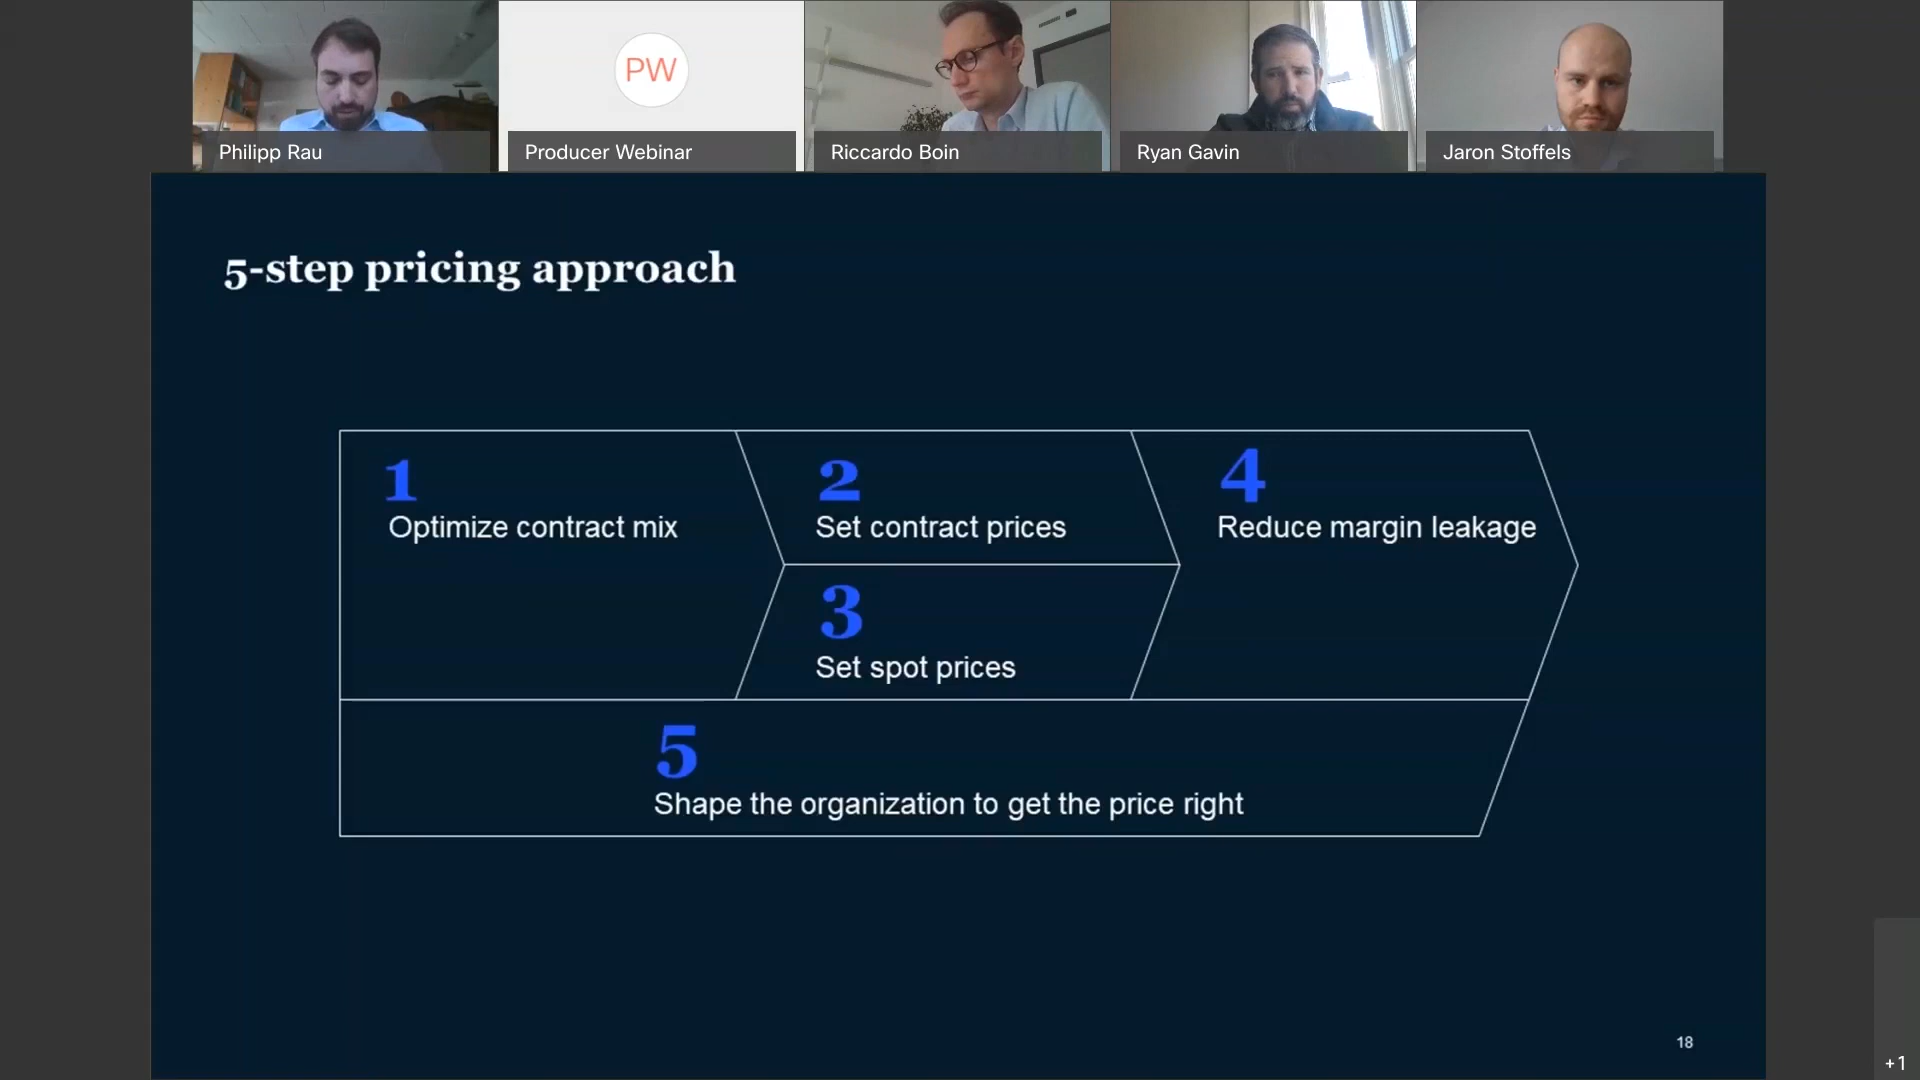 Philipp Rau
PW
Producer Webinar
Riccardo Boin
Ryan Gavin
Jaron Stoffels
5-step pricing approach
1
Optimize contract mix
2
Set contract prices
3
Set spot prices
4
Reduce margin leakage
5
Shape the organization to get the price right
18
+1